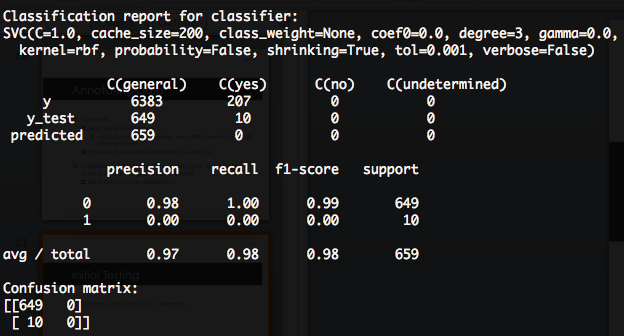 Classification report for classifier:
SVC(C=1.0, cache_size=200, class_weight=None, coef0=0.0, degree=3, gamma=0.0,
kernel=rbf, probability=False, shrinking=True, tol=0.001, verbose=False)
C(general) C(yes) C(no) C(undetermined)
y 6383 207 0 0
y_test 649 10 0 0
predicted 659 0 0 0
precision recall f1-score support
0 0.98 1.00 0.99 649
1 0.00 0.00 0.00 10
avg / total 0.97 0.98 0.98 659
Confusion matrix:
[[649 0]
[ 10 0]]
Initial Testing